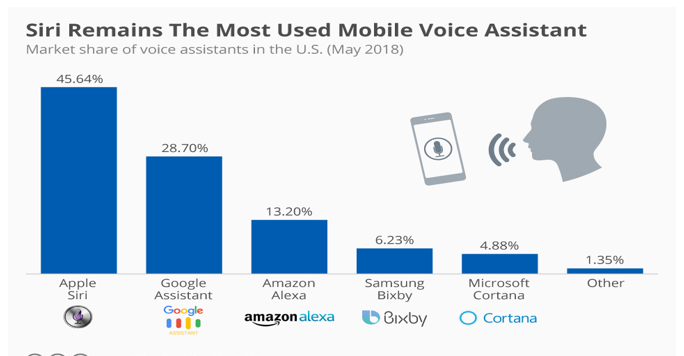 Siri Remains The Most Used Mobile Voice Assistant
Market share of voice assistants in the U.S. (May 2018)
45.64%
28.70%
13.20%
6.23%
4.88%
1.35%
Apple
Siri
Google
Assistant
Amazon
Alexa
Samsung
Bixby
Microsoft
Cortana
Other
Google
ASSISTANT
amazon alexa
Bixby
Cortana